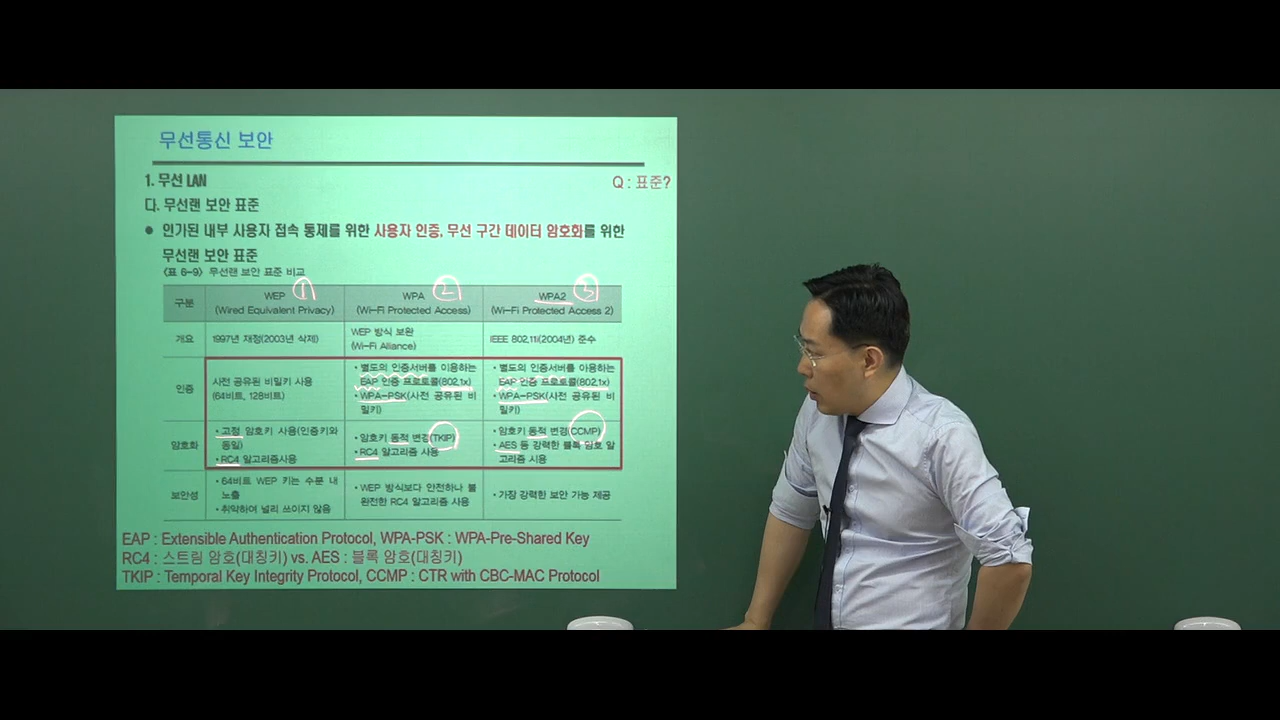 무선통신 보안
1. 무선 LAN
Q : 표준?
다. 무선랜 보안 표준
● 인가된 내부 사용자 접속 통제를 위한 사용자 인증, 무선 구간 데이터 암호화를 위한
무선랜 보안 표준
<표 6-9> 무선랜 보안 표준 비교
구분
WEP ①
(Wired Equivalent Privacy)
WPA ②
(Wi-Fi Protected Access)
WPA2 ③
(Wi-Fi Protected Access 2)
개요
1997년 재정(2003년 삭제)
WEP 방식 보완
(Wi-Fi Alliance)
IEEE 802.11i(2004년) 준수
인증
사전 공유된 비밀키 사용
(64비트, 128비트)
• 별도의 인증서버를 이용하는
EAP 인증 프로토콜(802.1x)
• WPA-PSK(사전 공유된 비
밀키)
• 별도의 인증서버를 이용하는
EAP 인증 프로토콜(802.1x)
• WPA-PSK(사전 공유된 비
밀키)
암호화
• 고정 암호키 사용(인증키와
동일)
• RC4 알고리즘사용
• 암호키 동적 변경(TKIP)
• RC4 알고리즘 사용
• 암호키 동적 변경(CCMP)
• AES 등 강력한 블록 암호 알
고리즘 사용
보안성
• 64비트 WEP 키는 수분 내
노출
• 취약하여 널리 쓰이지 않음
• WEP 방식보다 안전하나 불
완전한 RC4 알고리즘 사용
• 가장 강력한 보안 기능 제공
EAP : Extensible Authentication Protocol, WPA-PSK : WPA-Pre-Shared Key
RC4 : 스트림 암호(대칭키) vs. AES : 블록 암호(대칭키)
TKIP : Temporal Key Integrity Protocol, CCMP : CTR with CBC-MAC Protocol